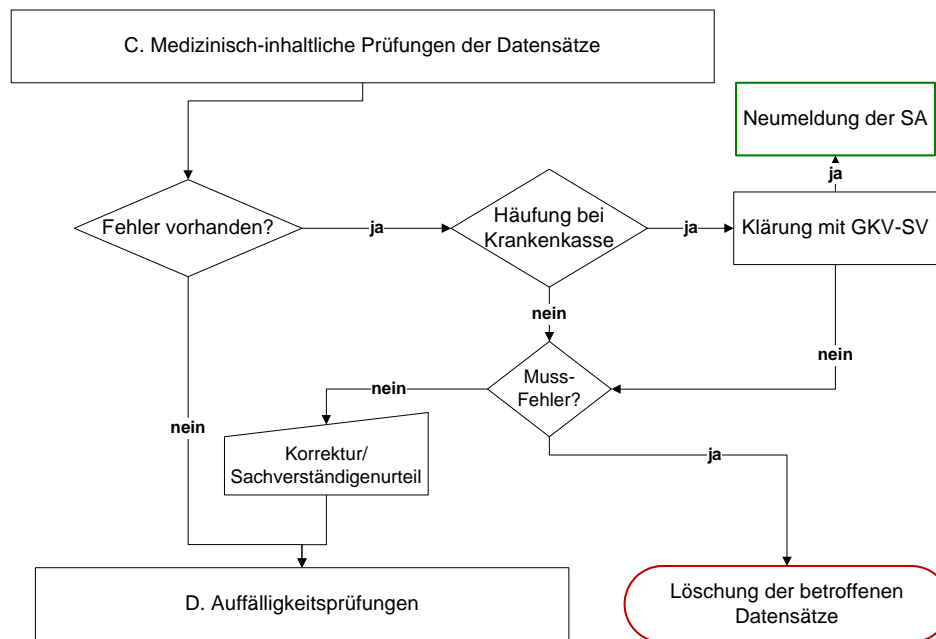 C. Medizinisch-inhaltliche Prüfungen der Datensätze
Neumeldung der SA
ja
Fehler vorhanden?
ja
Häufung bei
Krankenkasse
ja
Klärung mit GKV-SV
nein
nein
Muss-
Fehler?
nein
nein
Korrektur/
Sachverständigenurteil
ja
D. Auffälligkeitsprüfungen
Löschung der betroffenen
Datensätze